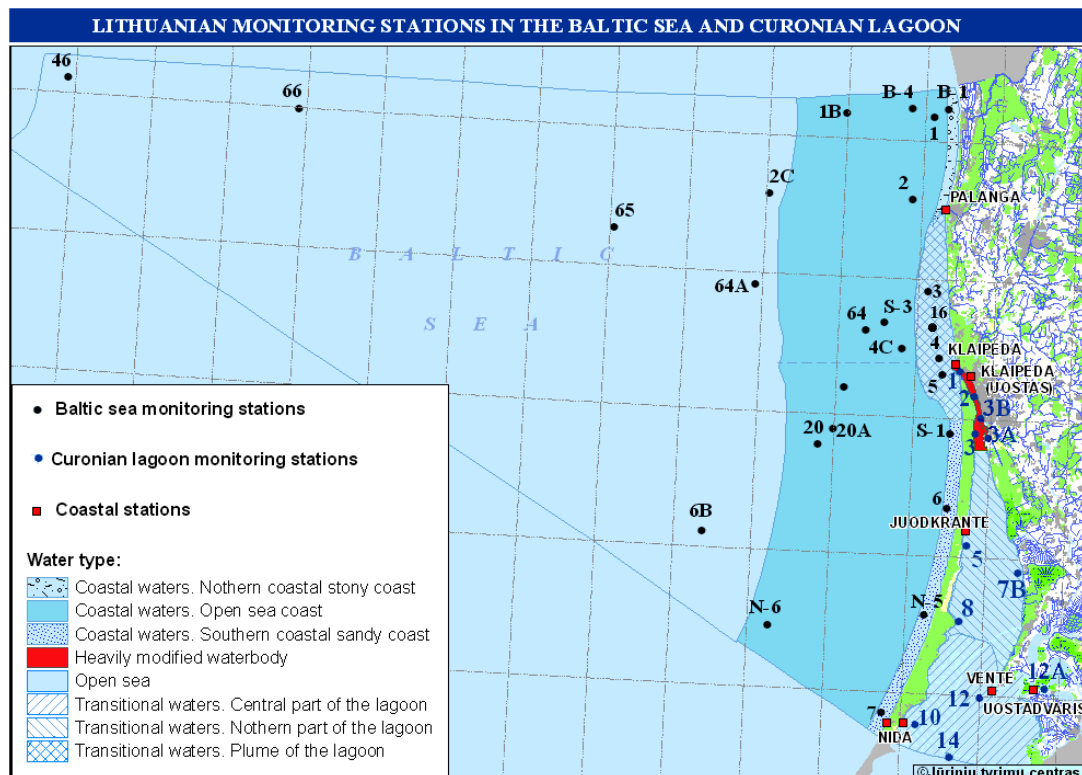 LITHUANIAN MONITORING STATIONS IN THE BALTIC SEA AND CURONIAN LAGOON
46
66
1B
B-4
B-1
1
2C
2
PALANGA
65
BALTIC
64A
3
SEA
64
S-3
16
4C
4
KLAIPEDA
KLAIPEDA
(UOSTAS)
5
1
2
3B
20
20A
S-1
3
3A
6B
6
JUODKRANTE
5
7B
N-6
N-5
8
VENTE
12A
12
UOSTADVARIS
7
NIDA
10
14
Baltic sea monitoring stations
Curonian lagoon monitoring stations
Coastal stations
Water type:
Coastal waters. Nothern coastal stony coast
Coastal waters. Open sea coast
Coastal waters. Southern coastal sandy coast
Heavily modified waterbody
Open sea
Transitional waters. Central part of the lagoon
Transitional waters. Nothern part of the lagoon
Transitional waters. Plume of the lagoon
© Jūrinių tyrimų centras